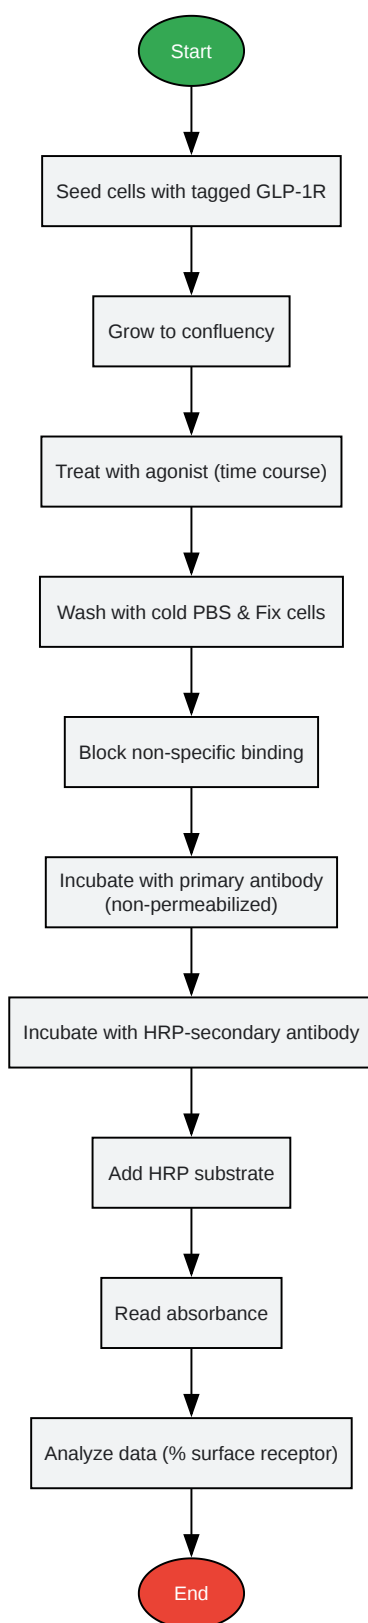 Start
Seed cells with tagged GLP-1R
Grow to confluency
Treat with agonist (time course)
Wash with cold PBS & Fix cells
Block non-specific binding
Incubate with primary antibody
(non-permeabilized)
Incubate with HRP-secondary antibody
Add HRP substrate
Read absorbance
Analyze data (% surface receptor)
End